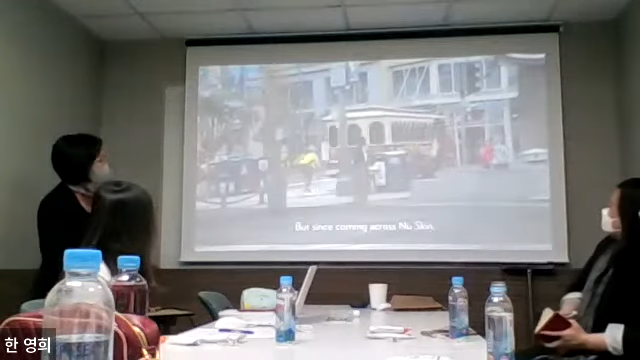 But since coming across Nu Skin,
한 영희